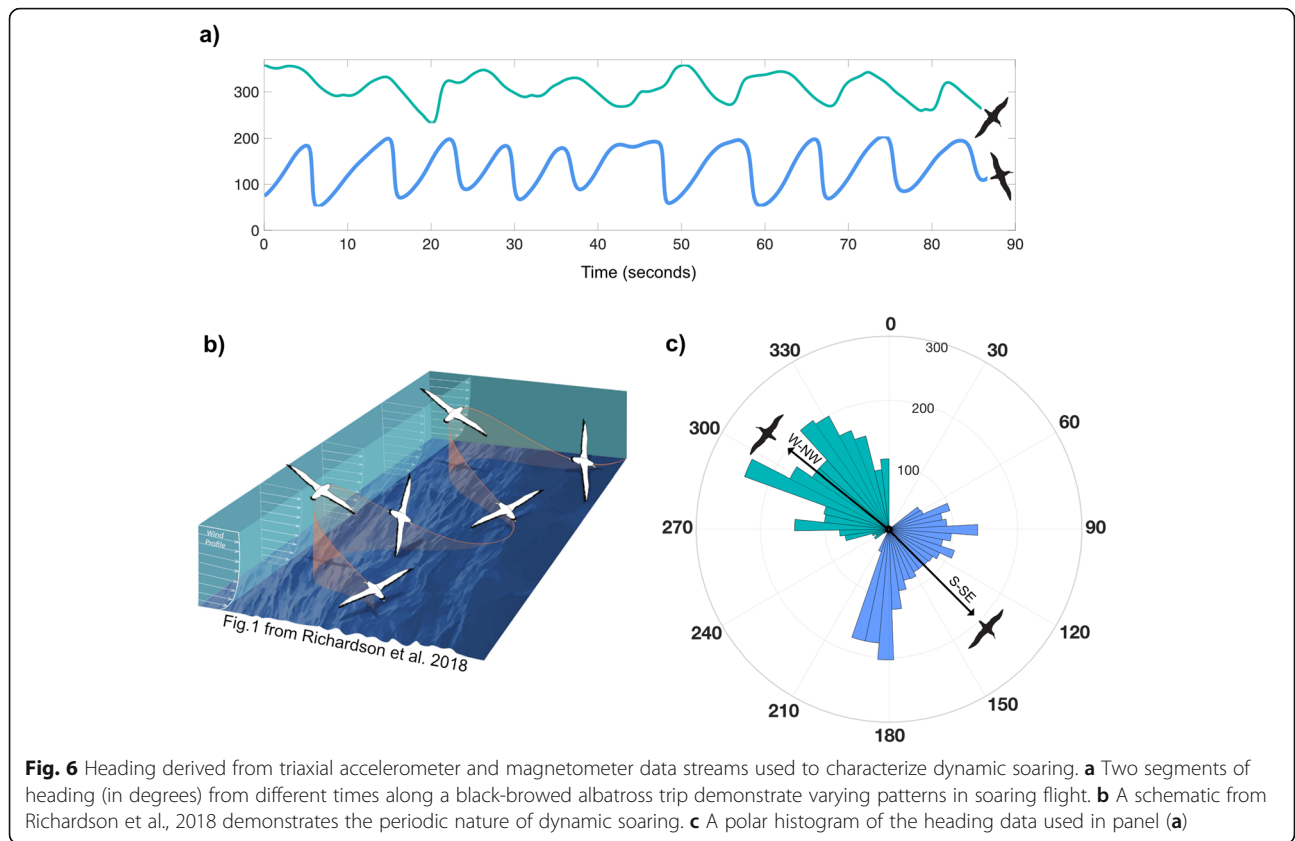 a)
300
200
100
0
0 10 20 30 40 50 60 70 80 90
Time (seconds)
b)
Wind
Profile
Fig.1 from Richardson et al. 2018
c)
0
30
60
90
120
150
180
210
240
270
300
330
300
200
100
W-NW
S-SE
Fig. 6 Heading derived from triaxial accelerometer and magnetometer data streams used to characterize dynamic soaring. a Two segments of
heading (in degrees) from different times along a black-browed albatross trip demonstrate varying patterns in soaring flight. b A schematic from
Richardson et al., 2018 demonstrates the periodic nature of dynamic soaring. c A polar histogram of the heading data used in panel (a)